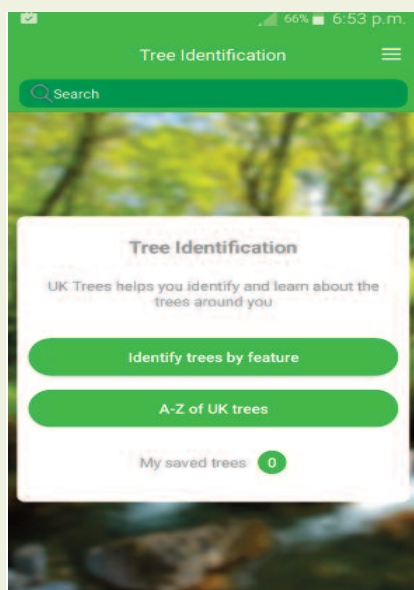 66% 6:53 p.m.
Tree Identification
Search
Tree Identification
UK Trees helps you identify and learn about the
trees around you
Identify trees by feature
A-Z of UK trees
My saved trees 0